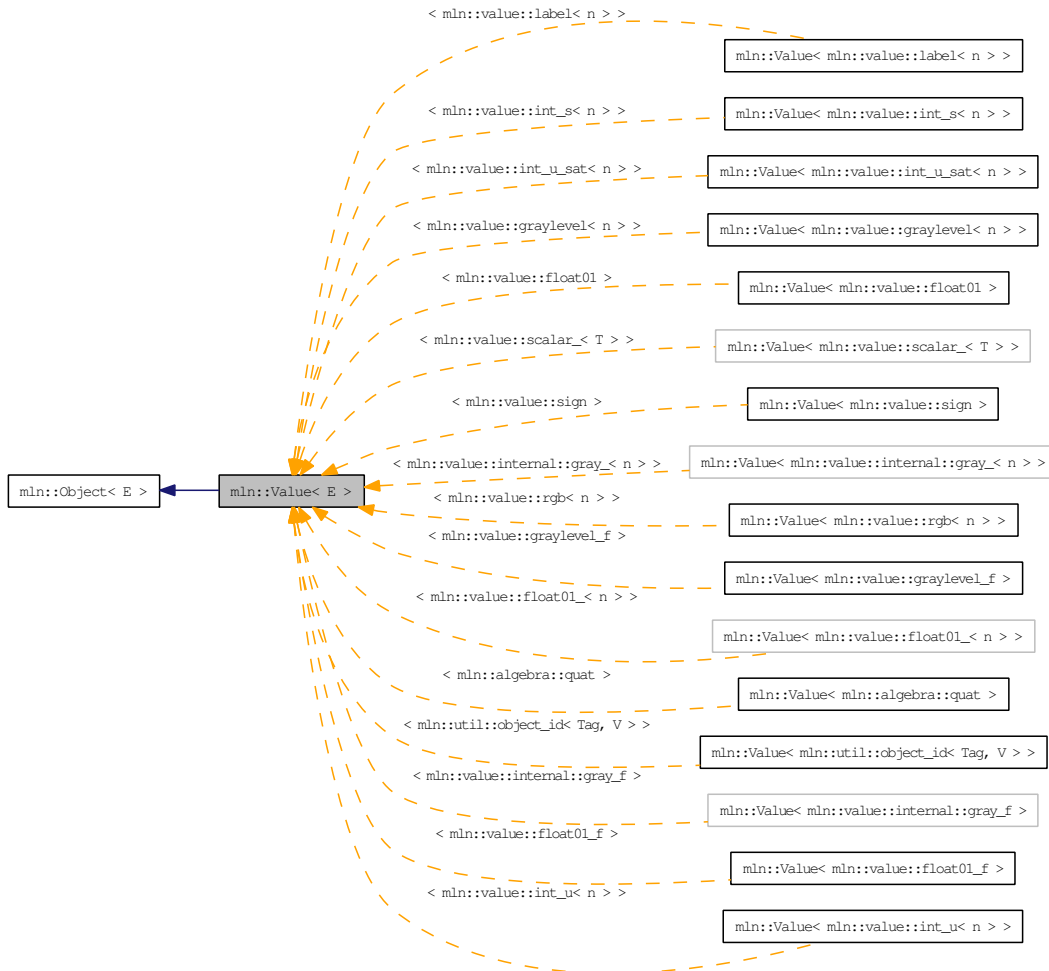 < mln::value::label< n > >
mln::Value< mln::value::label< n > >
< mln::value::int_s< n > >
mln::Value< mln::value::int_s< n > >
< mln::value::int_u_sat< n > >
mln::Value< mln::value::int_u_sat< n > >
< mln::value::graylevel< n > >
mln::Value< mln::value::graylevel< n > >
< mln::value::float01 >
mln::Value< mln::value::float01 >
< mln::value::scalar_< T > >
mln::Value< mln::value::scalar_< T > >
< mln::value::sign >
mln::Value< mln::value::sign >
< mln::value::internal::gray_< n > >
mln::Value< mln::value::internal::gray_< n > >
mln::Object< E >
mln::Value< E >
< mln::value::rgb< n > >
mln::Value< mln::value::rgb< n > >
< mln::value::graylevel_f >
mln::Value< mln::value::graylevel_f >
< mln::value::float01_< n > >
mln::Value< mln::value::float01_< n > >
< mln::algebra::quat >
mln::Value< mln::algebra::quat >
< mln::util::object_id< Tag, V > >
mln::Value< mln::util::object_id< Tag, V > >
< mln::value::internal::gray_f >
mln::Value< mln::value::internal::gray_f >
< mln::value::float01_f >
mln::Value< mln::value::float01_f >
< mln::value::int_u< n > >
mln::Value< mln::value::int_u< n > >